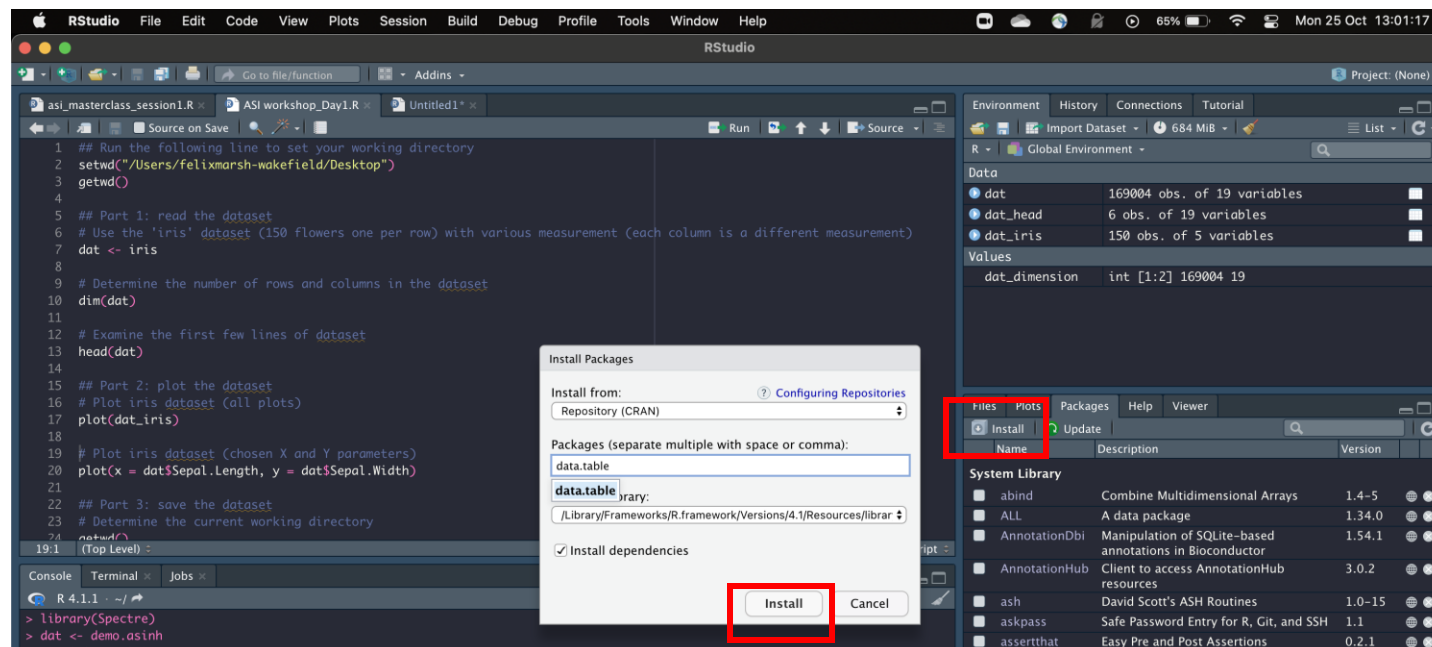 RStudio File Edit Code View Plots Session Build Debug Profile Tools Window Help 65% Mon 25 Oct 13:01:17
RStudio
Go to file/function Addins Project: (None)
asi_masterclass_session1.R ASI workshop_Day1.R Untitled1*
Source on Save Run Source
1 ## Run the following line to set your working directory
2 setwd("/Users/felixmarsh-wakefield/Desktop")
3 getwd()
4
5 ## Part 1: read the dataset
6 # Use the 'iris' dataset (150 flowers one per row) with various measurement (each column is a different measurement)
7 dat <- iris
8
9 # Determine the number of rows and columns in the dataset
10 dim(dat)
11
12 # Examine the first few lines of dataset
13 head(dat)
14
15 ## Part 2: plot the dataset
16 # Plot iris dataset (all plots)
17 plot(dat_iris)
18
19 # Plot iris dataset (chosen X and Y parameters)
20 plot(x = dat$Sepal.Length, y = dat$Sepal.Width)
21
22 ## Part 3: save the dataset
23 # Determine the current working directory
24 getwd()
19:1 (Top Level) ript
Console Terminal Jobs
R 4.1.1 · ~/
> library(Spectre)
> dat <- demo.asinh
Install Packages
Install from: ? Configuring Repositories
Repository (CRAN)
Packages (separate multiple with space or comma):
data.table
data.table
brary:
/Library/Frameworks/R.framework/Versions/4.1/Resources/librar
Install dependencies
Install Cancel
Environment History Connections Tutorial
Import Dataset 684 MiB List
R Global Environment
Data
dat 169004 obs. of 19 variables
dat_head 6 obs. of 19 variables
dat_iris 150 obs. of 5 variables
Values
dat_dimension int [1:2] 169004 19
Files Plots Packages Help Viewer
Install Update
Name Description Version
System Library
abind Combine Multidimensional Arrays 1.4-5
ALL A data package 1.34.0
AnnotationDbi Manipulation of SQLite-based 1.54.1
annotations in Bioconductor
AnnotationHub Client to access AnnotationHub 3.0.2
resources
ash David Scott's ASH Routines 1.0-15
askpass Safe Password Entry for R, Git, and SSH 1.1
assertthat Easy Pre and Post Assertions 0.2.1